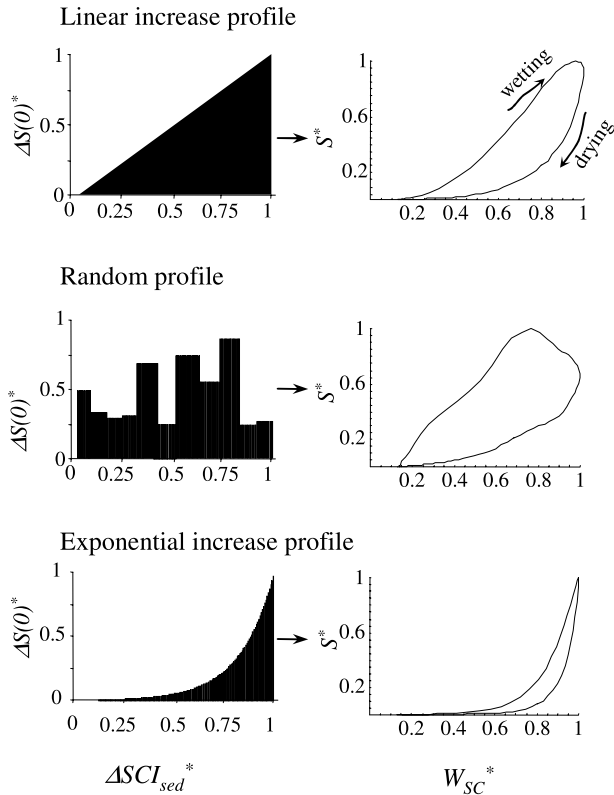 Linear increase profile
1
0.5
0
ΔS(0)*
0 0.25 0.5 0.75 1
1
0.6
0.2
S*
wetting
drying
0.2 0.4 0.6 0.8 1
Random profile
1
0.5
0
ΔS(0)*
0 0.25 0.5 0.75 1
1
0.6
0.2
S*
0.2 0.4 0.6 0.8 1
Exponential increase profile
1
0.5
0
ΔS(0)*
0 0.25 0.5 0.75 1
1
0.6
0.2
S*
0.2 0.4 0.6 0.8 1
ΔSCI_sed* W_SC*